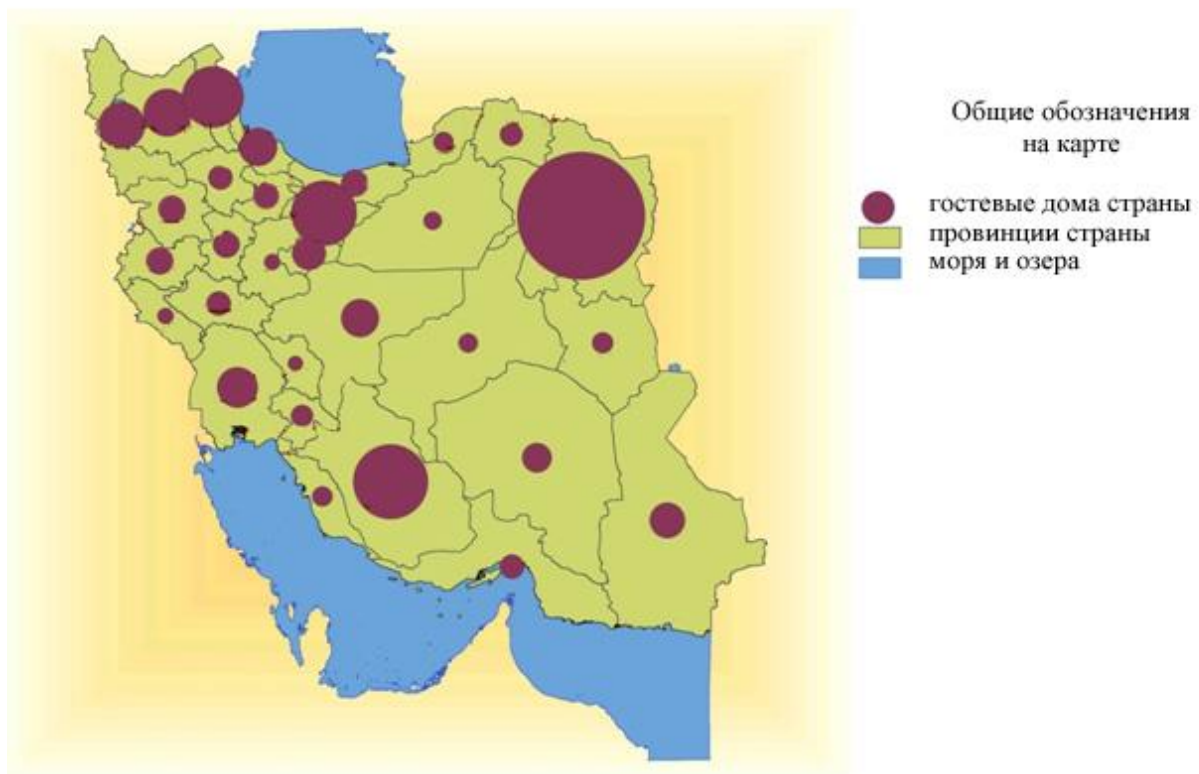 Общие обозначения
на карте
гостевые дома страны
провинции страны
моря и озера